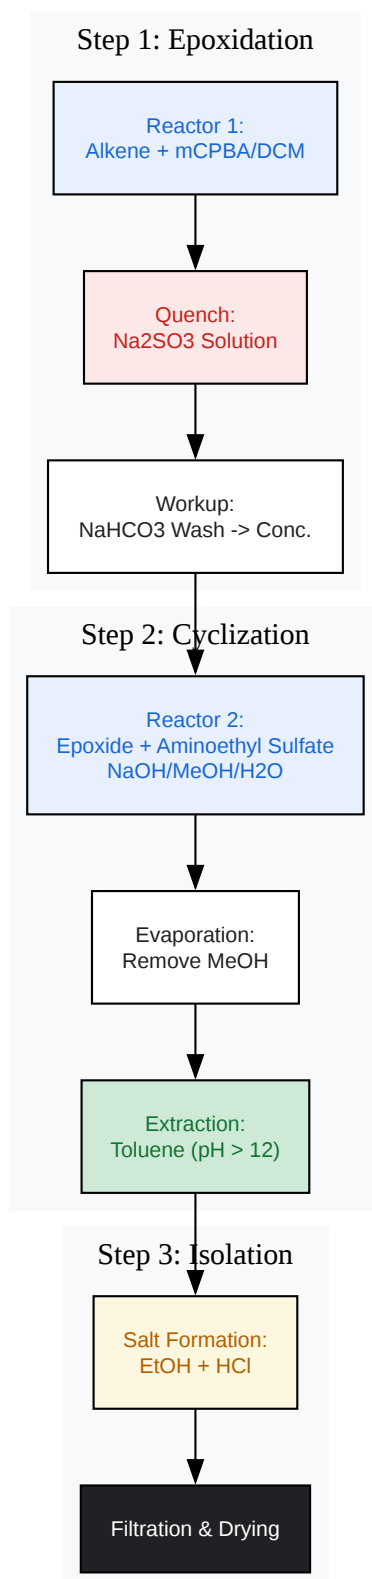 Step 1: Epoxidation
Reactor 1:
Alkene + mCPBA/DCM
Quench:
Na2SO3 Solution
Workup:
NaHCO3 Wash -> Conc.
Step 2: Cyclization
Reactor 2:
Epoxide + Aminoethyl Sulfate
NaOH/MeOH/H2O
Evaporation:
Remove MeOH
Extraction:
Toluene (pH > 12)
Step 3: Isolation
Salt Formation:
EtOH + HCl
Filtration & Drying